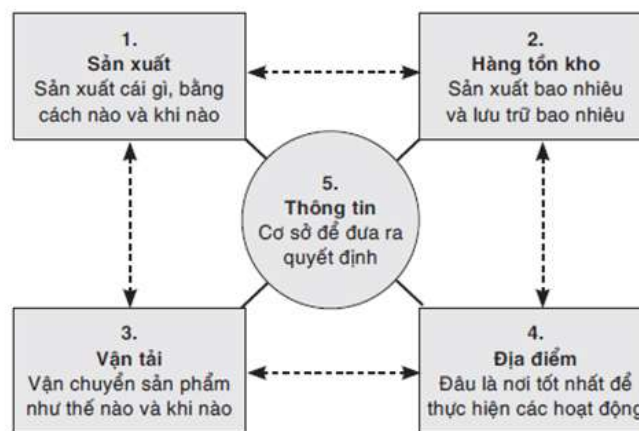 1.
Sản xuất
Sản xuất cái gì, bằng
cách nào và khi nào
2.
Hàng tồn kho
Sản xuất bao nhiêu
và lưu trữ bao nhiêu
5.
Thông tin
Cơ sở để đưa ra
quyết định
3.
Vận tải
Vận chuyển sản phẩm
như thế nào và khi nào
4.
Địa điểm
Đâu là nơi tốt nhất để
thực hiện các hoạt động